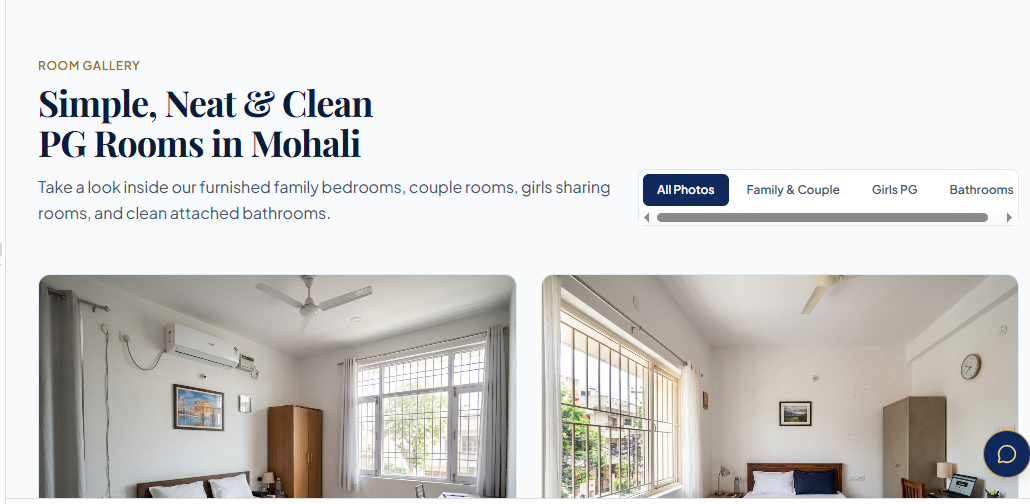 ROOM GALLERY
Simple, Neat & Clean
PG Rooms in Mohali
Take a look inside our furnished family bedrooms, couple rooms, girls sharing
rooms, and clean attached bathrooms.
All Photos Family & Couple Girls PG Bathrooms